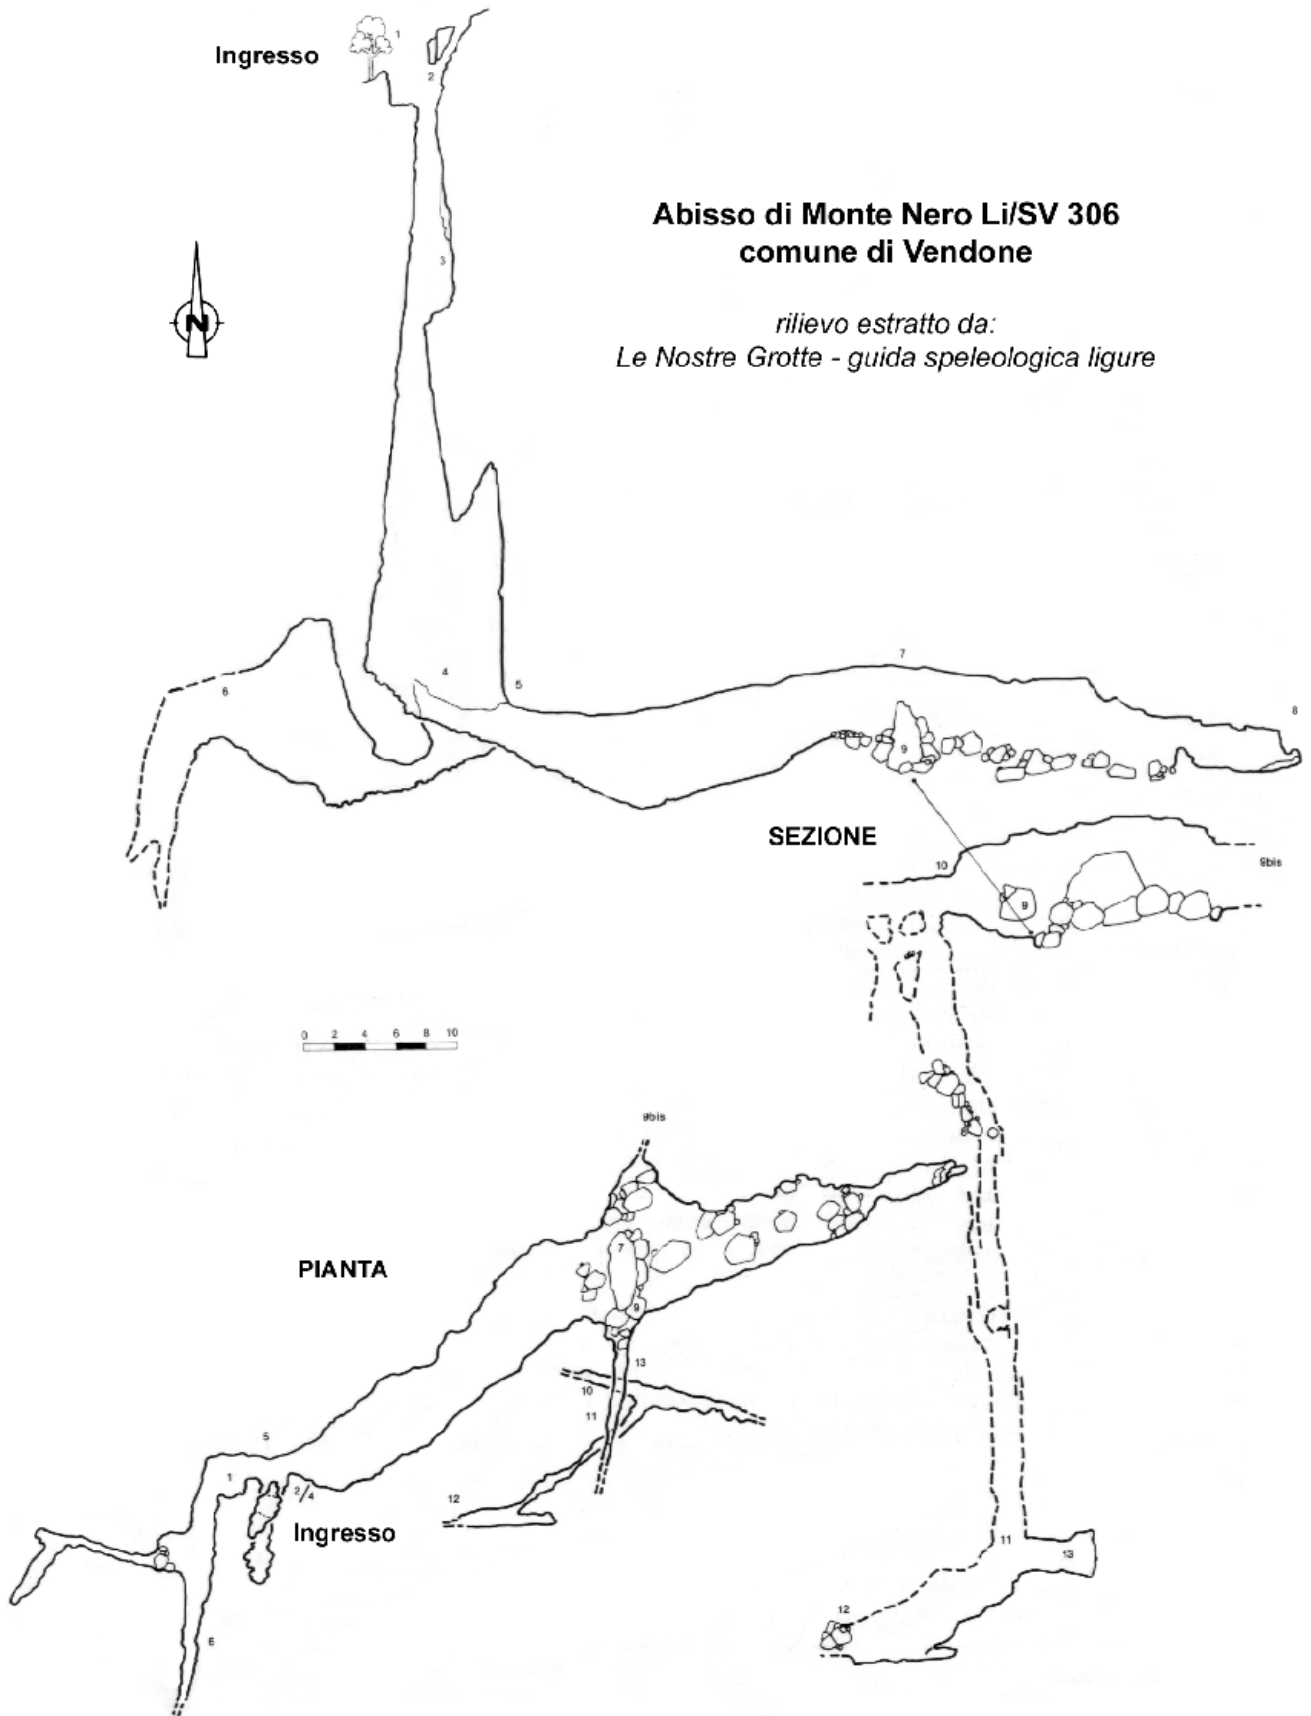 Ingresso
1
2
Abisso di Monte Nero Li/SV 306
comune di Vendone
3
N
rilievo estratto da:
Le Nostre Grotte - guida speleologica ligure
7
4
5
6
8
9
SEZIONE
10
9bis
9
0 2 4 6 8 10
9bis
7
PIANTA
9
13
10
11
5
1
2/4
12
Ingresso
11
13
12
6